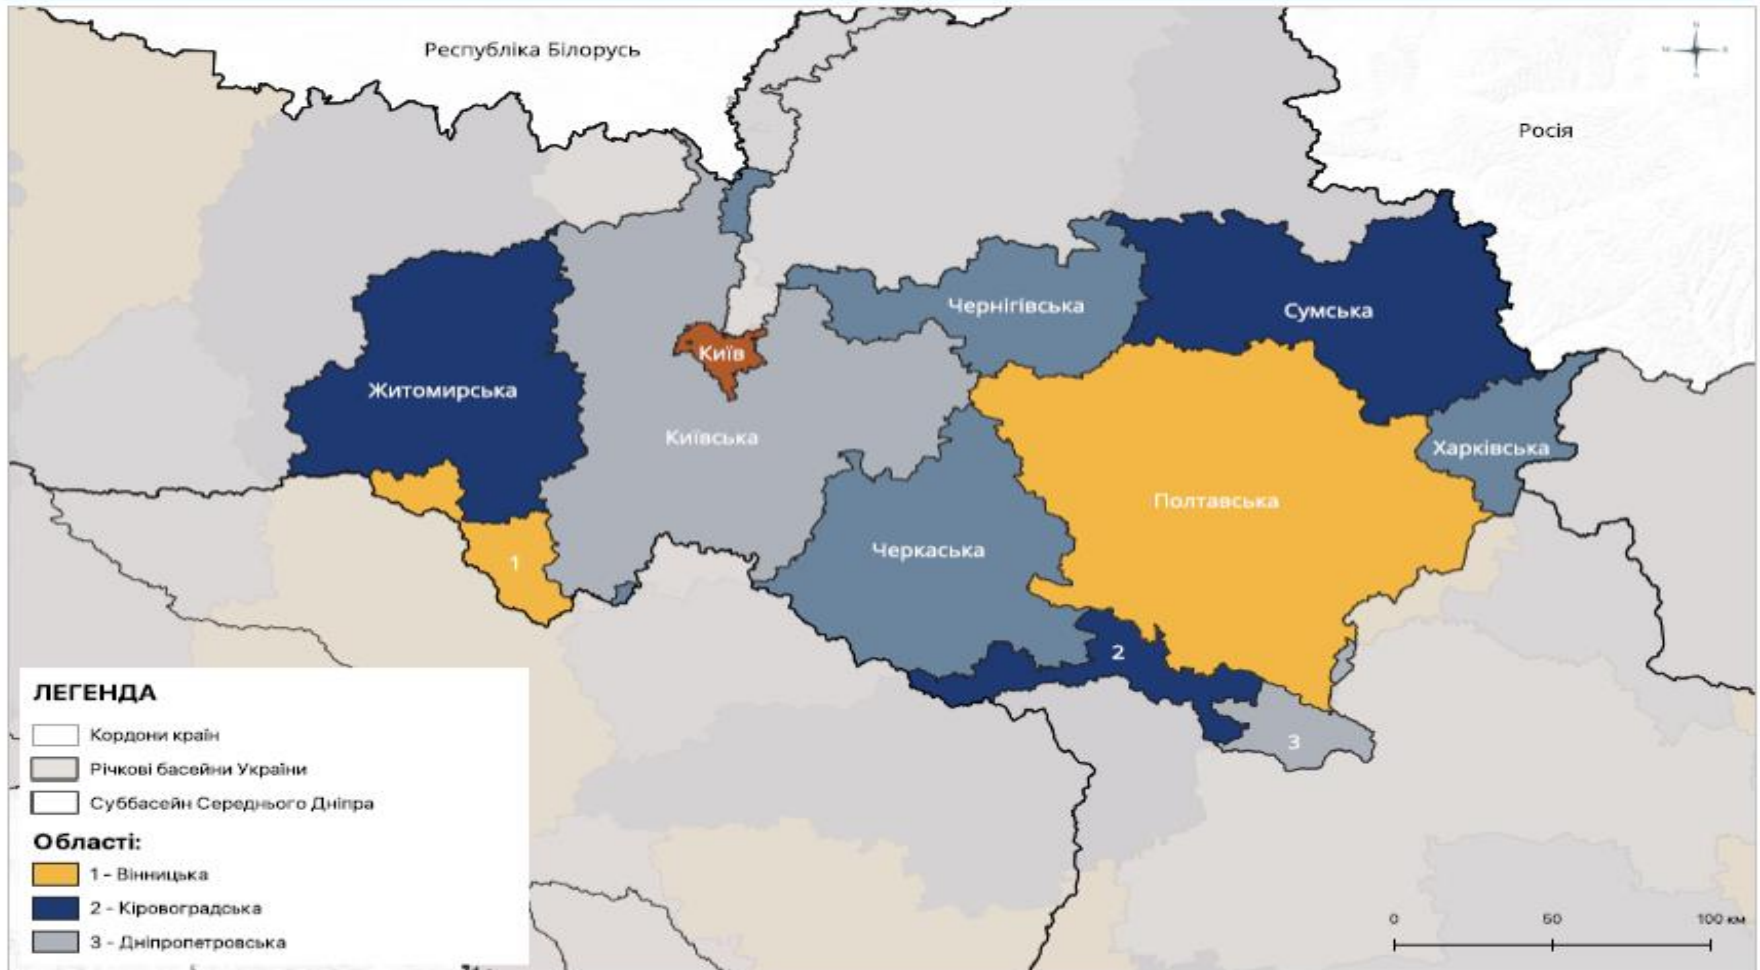 Республіка Білорусь
Росія
Чернігівська
Сумська
Київ
Житомирська
Київська
Харківська
Полтавська
Черкаська
1
2
3
ЛЕГЕНДА
Кордони країн
Річкові басейни України
Суббасейн Середнього Дніпра
Області:
1 - Вінницька
2 - Кіровоградська
3 - Дніпропетровська
0 50 100 км